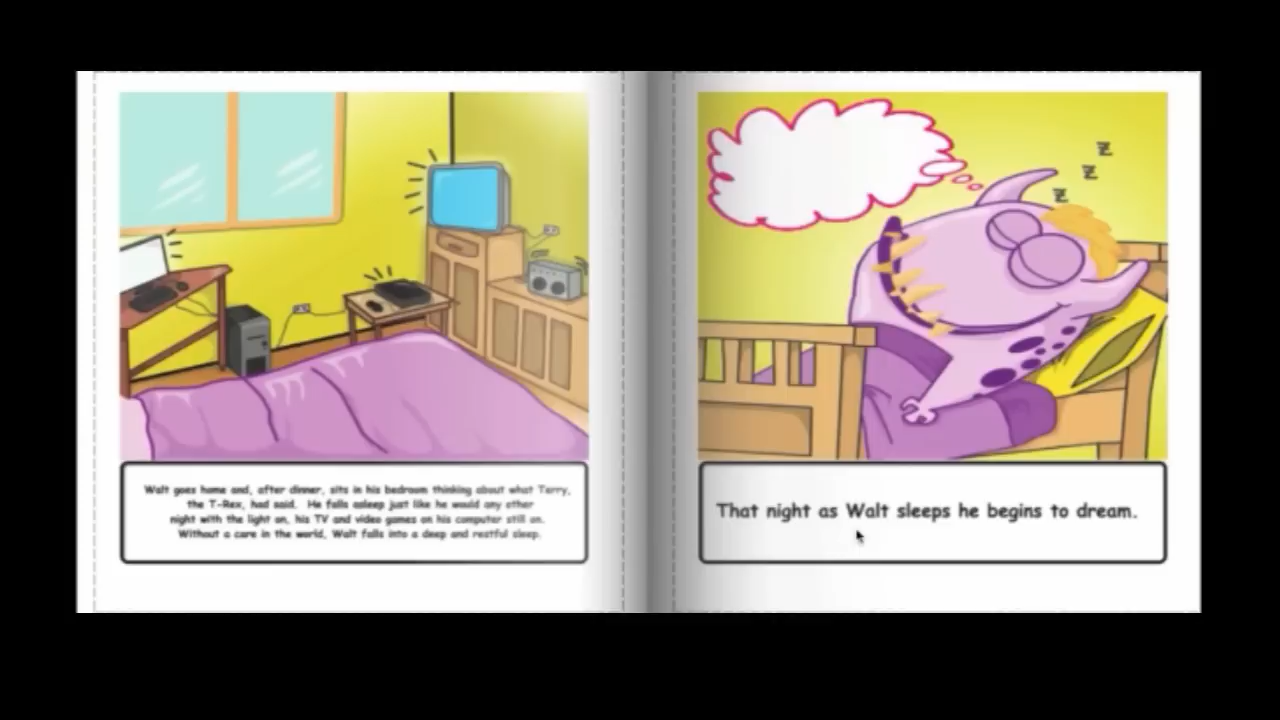 Walt goes home and, after dinner, sits in his bedroom thinking about what Terry,
the T-Rex, had said. He falls asleep just like he would any other
night with the light on, his TV and video games on his computer still on.
Without a care in the world, Walt falls into a deep and restful sleep.
z
z
z
That night as Walt sleeps he begins to dream.